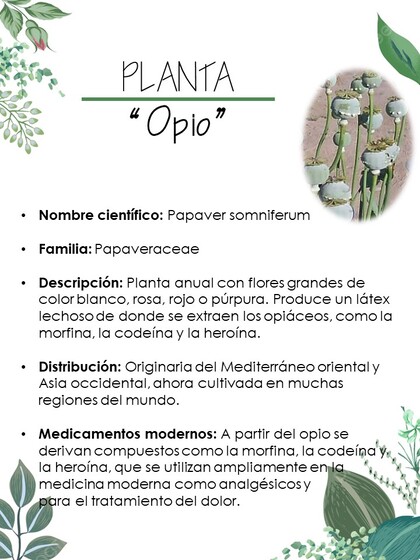 PLANTA
“Opio”
• Nombre científico: Papaver somniferum
• Familia: Papaveraceae
• Descripción: Planta anual con flores grandes de
color blanco, rosa, rojo o púrpura. Produce un látex
lechoso de donde se extraen los opiáceos, como la
morfina, la codeína y la heroína.
• Distribución: Originaria del Mediterráneo oriental y
Asia occidental, ahora cultivada en muchas
regiones del mundo.
• Medicamentos modernos: A partir del opio se
derivan compuestos como la morfina, la codeína y
la heroína, que se utilizan ampliamente en la
medicina moderna como analgésicos y
para el tratamiento del dolor.